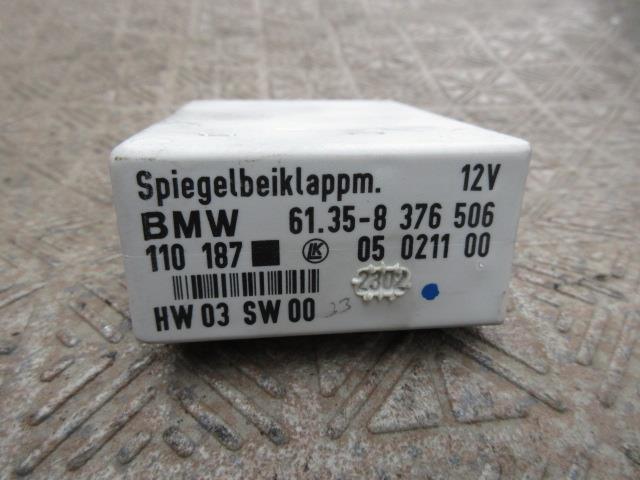 Spiegelbeiklappm. 12V
BMW 61.35-8 376 506
110 187 LK 05 0211 00
2302
HW 03 SW 00 23